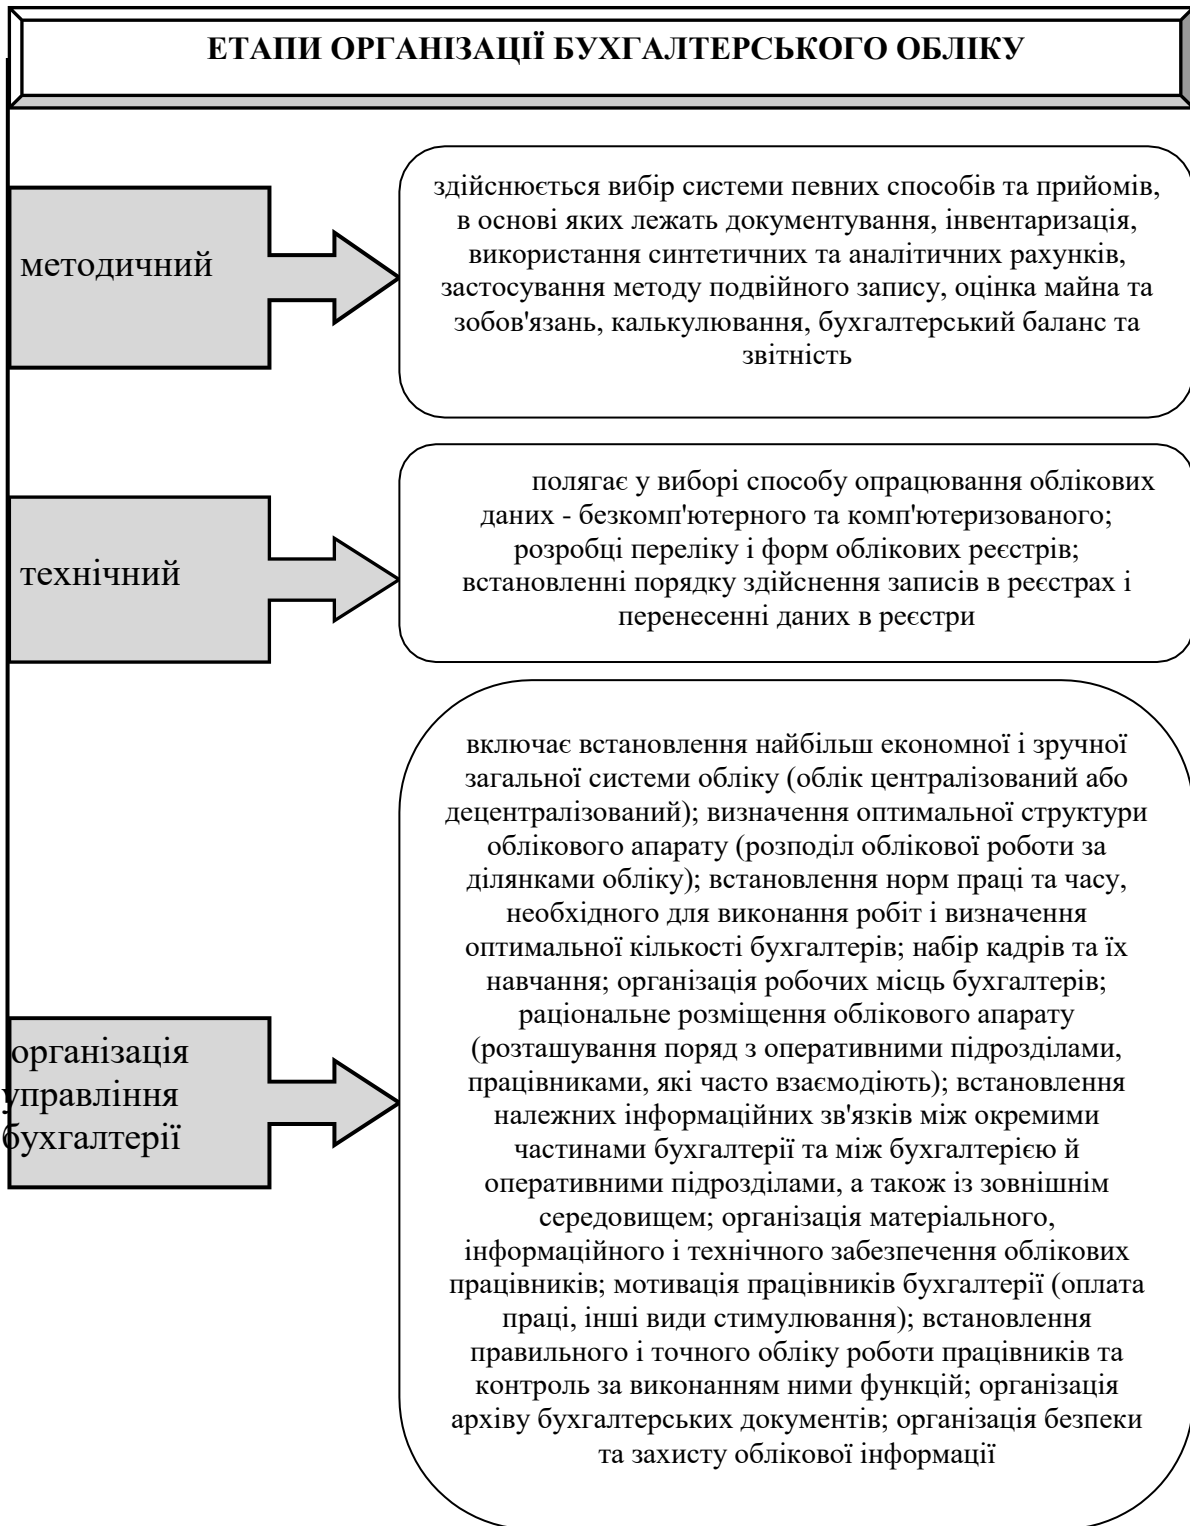 ЕТАПИ ОРГАНІЗАЦІЇ БУХГАЛТЕРСЬКОГО ОБЛІКУ
методичний
здійснюється вибір системи певних способів та прийомів,
в основі яких лежать документування, інвентаризація,
використання синтетичних та аналітичних рахунків,
застосування методу подвійного запису, оцінка майна та
зобов'язань, калькулювання, бухгалтерський баланс та
звітність
технічний
полягає у виборі способу опрацювання облікових
даних - безкомп'ютерного та комп'ютеризованого;
розробці переліку і форм облікових реєстрів;
встановленні порядку здійснення записів в реєстрах і
перенесенні даних в реєстри
організація
управління
бухгалтерії
включає встановлення найбільш економної і зручної
загальної системи обліку (облік централізований або
децентралізований); визначення оптимальної структури
облікового апарату (розподіл облікової роботи за
ділянками обліку); встановлення норм праці та часу,
необхідного для виконання робіт і визначення
оптимальної кількості бухгалтерів; набір кадрів та їх
навчання; організація робочих місць бухгалтерів;
раціональне розміщення облікового апарату
(розташування поряд з оперативними підрозділами,
працівниками, які часто взаємодіють); встановлення
належних інформаційних зв'язків між окремими
частинами бухгалтерії та між бухгалтерією й
оперативними підрозділами, а також із зовнішнім
середовищем; організація матеріального,
інформаційного і технічного забезпечення облікових
працівників; мотивація працівників бухгалтерії (оплата
праці, інші види стимулювання); встановлення
правильного і точного обліку роботи працівників та
контроль за виконанням ними функцій; організація
архіву бухгалтерських документів; організація безпеки
та захисту облікової інформації